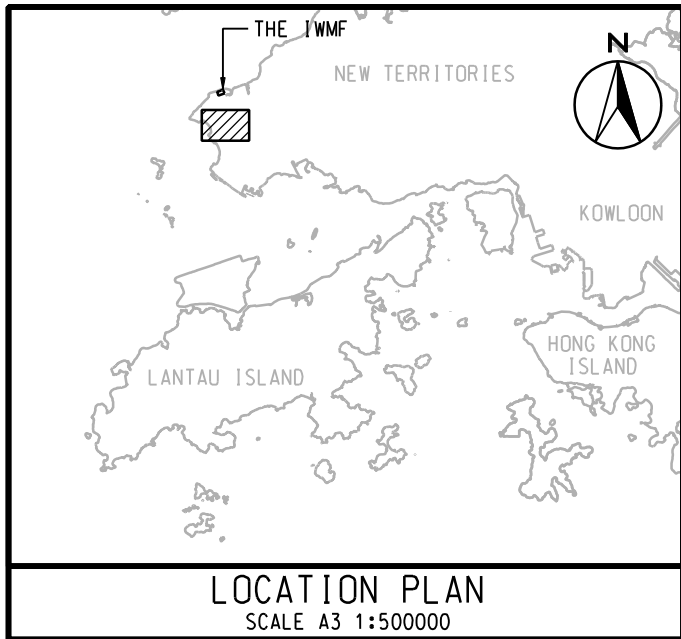 THE IWMF
N
NEW TERRITORIES
KOWLOON
HONG KONG
ISLAND
LANTAU ISLAND
LOCATION PLAN
SCALE A3 1:500000